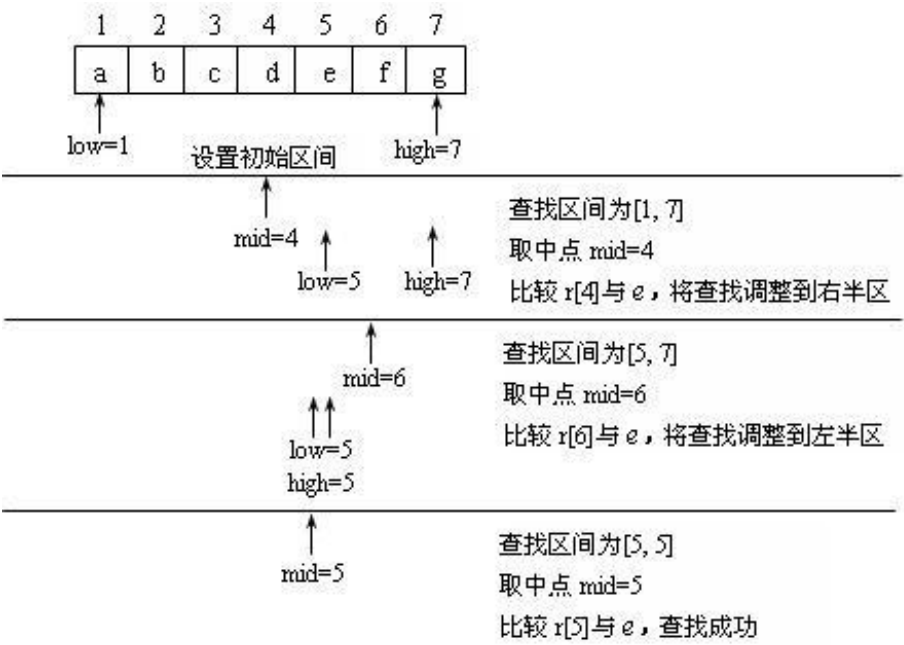 1 2 3 4 5 6 7
a b c d e f g
low=1 设置初始区间 high=7
mid=4
low=5 high=7
查找区间为[1, 7]
取中点 mid=4
比较 r[4]与 e，将查找调整到右半区
mid=6
low=5
high=5
查找区间为[5, 7]
取中点 mid=6
比较 r[6]与 e，将查找调整到左半区
mid=5
查找区间为[5, 5]
取中点 mid=5
比较 r[5]与 e，查找成功